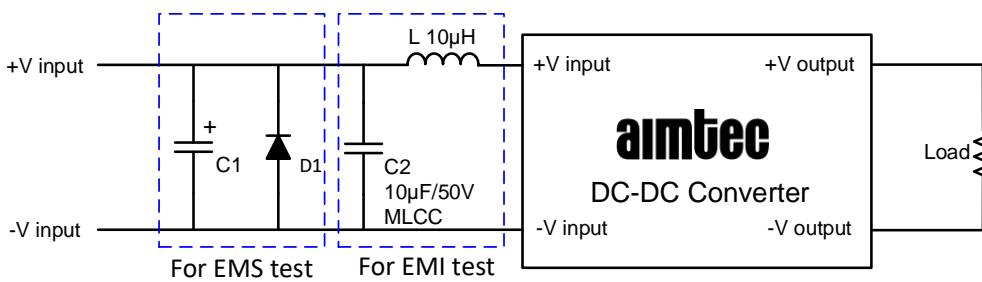 L 10µH
+V input
+V input
+V output
+
C1
D1
C2
10µF/50V
MLCC
aimtec
DC-DC Converter
Load
-V input
-V input
-V output
For EMS test
For EMI test